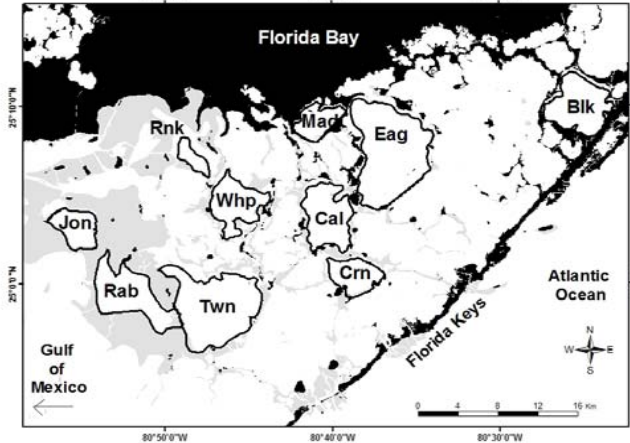 Florida Bay
25°10'0"N
Blk
Mad
Eag
Rnk
Whp
Cal
Jon
Crn
Rab
Twn
25°0'0"N
Atlantic
Ocean
Florida Keys
Gulf
of
Mexico
N
W E
S
0 4 8 12 16 Km
80°50'0"W 80°40'0"W 80°30'0"W